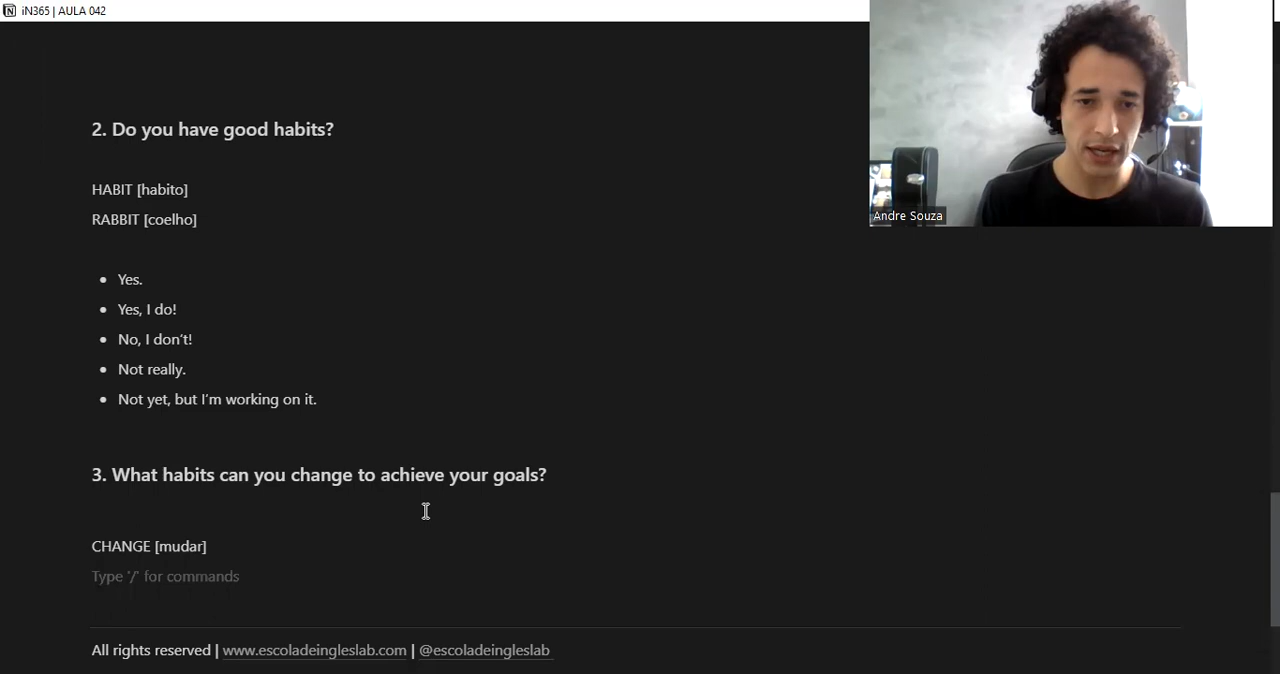 iN365 | AULA 042
Andre Souza
2. Do you have good habits?
HABIT [habito]
RABBIT [coelho]
• Yes.
• Yes, I do!
• No, I don't!
• Not really.
• Not yet, but I'm working on it.
3. What habits can you change to achieve your goals?
CHANGE [mudar]
Type '/' for commands
All rights reserved | www.escoladeingleslab.com | @escoladeingleslab